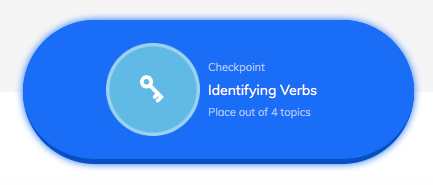 Checkpoint
Identifying Verbs
Place out of 4 topics